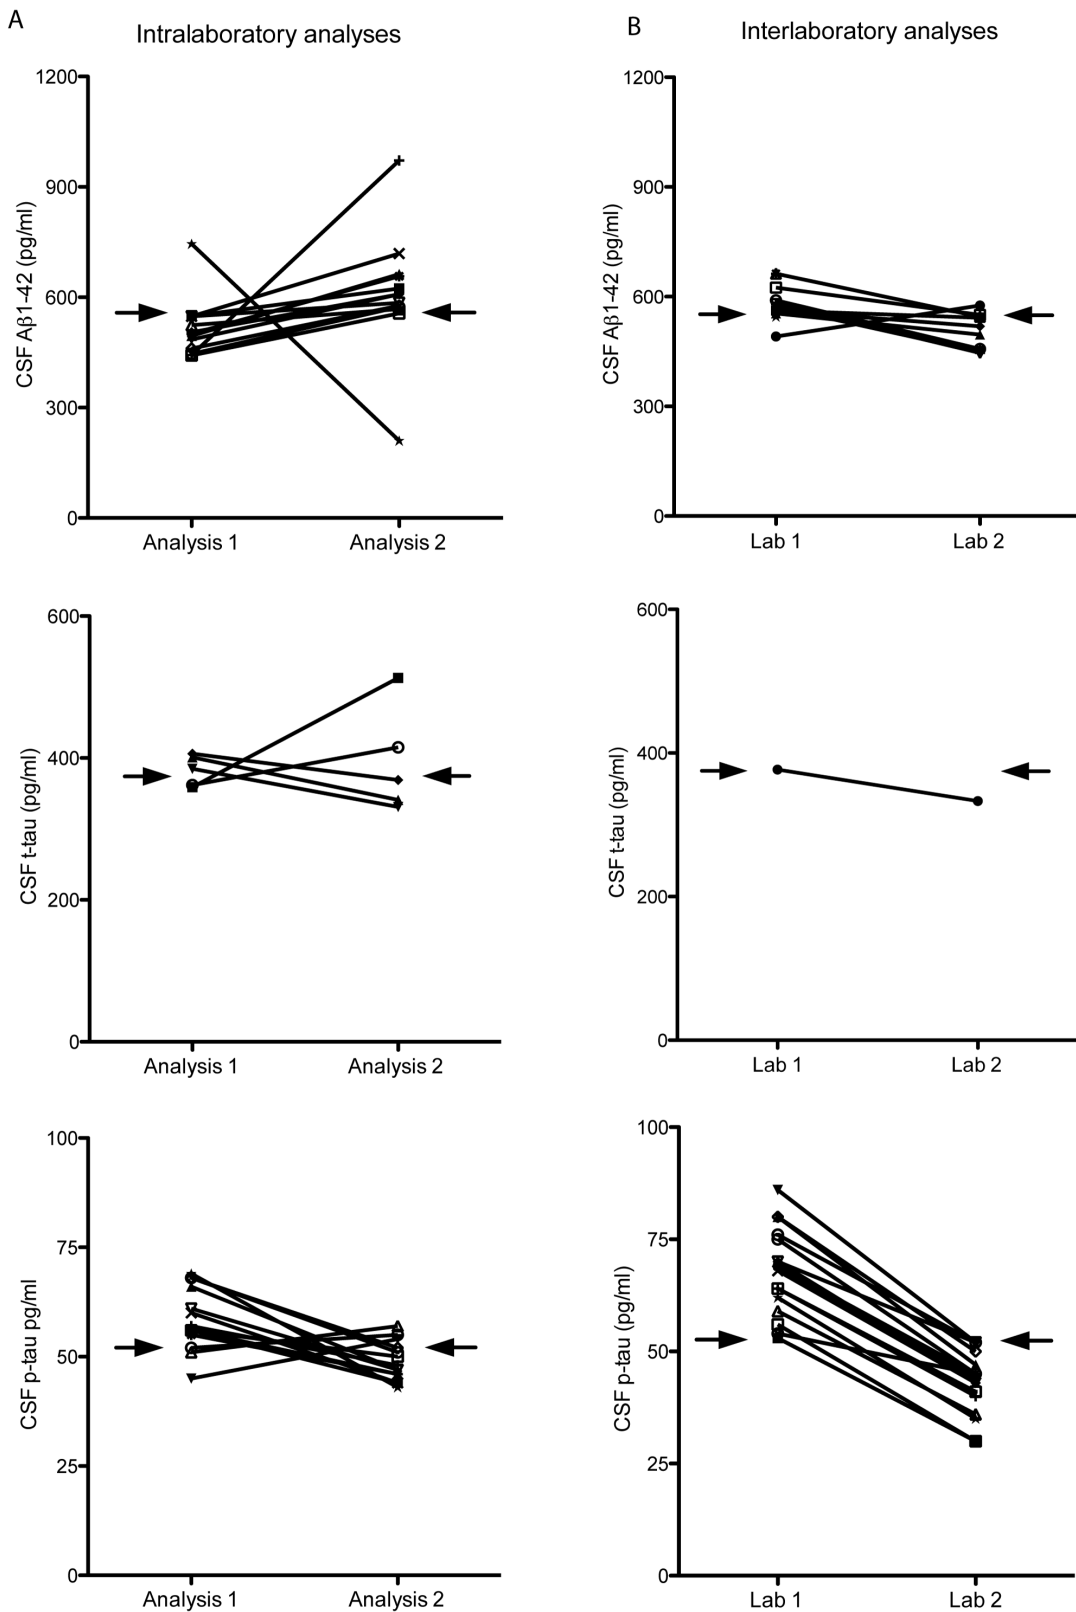 A
Intralaboratory analyses
CSF Aβ1-42 (pg/ml)
1200
900
600
300
0
Analysis 1
Analysis 2
B
Interlaboratory analyses
CSF Aβ1-42 (pg/ml)
1200
900
600
300
0
Lab 1
Lab 2
CSF t-tau (pg/ml)
600
400
200
0
Analysis 1
Analysis 2
CSF t-tau (pg/ml)
600
400
200
0
Lab 1
Lab 2
CSF p-tau pg/ml
100
75
50
25
0
Analysis 1
Analysis 2
CSF p-tau (pg/ml)
100
75
50
25
0
Lab 1
Lab 2